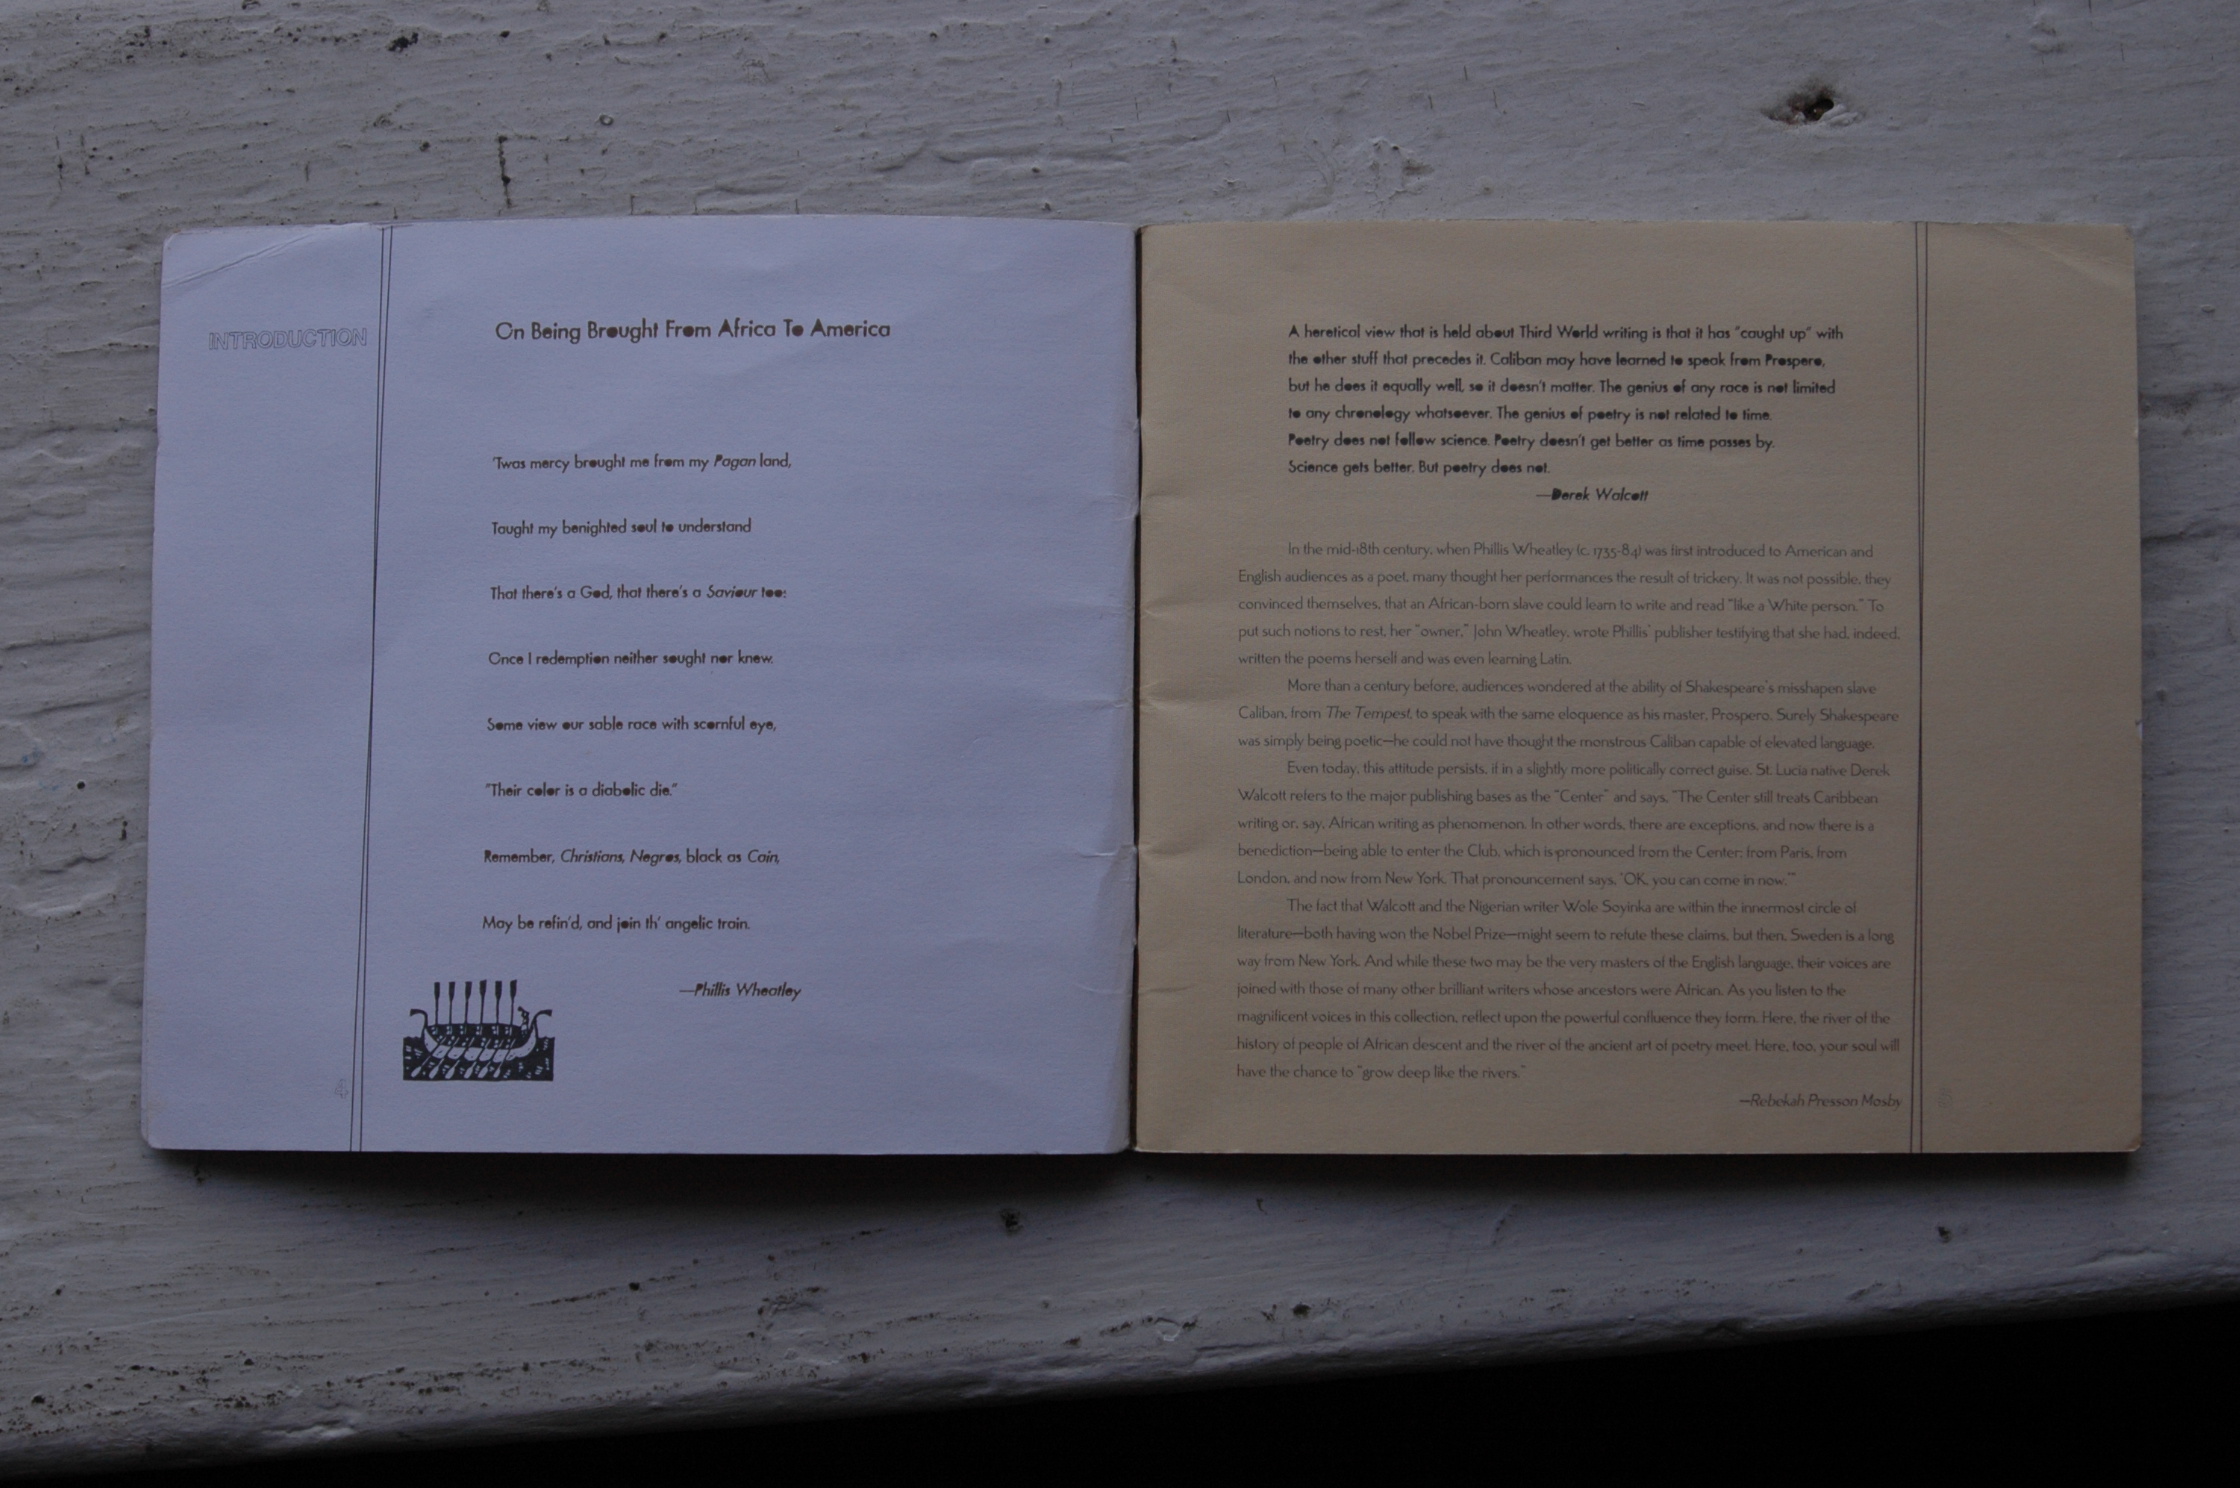 INTRODUCTION
On Being Brought From Africa To America
'Twas mercy brought me from my Pagan land,
Taught my benighted soul to understand
That there's a God, that there's a Saviour too:
Once I redemption neither sought nor knew.
Some view our sable race with scornful eye,
"Their color is a diabolic die."
Remember, Christians, Negros, black as Cain,
May be refin'd, and join th' angelic train.
—Phillis Wheatley
4
A heretical view that is held about Third World writing is that it has "caught up" with
the other stuff that precedes it. Caliban may have learned to speak from Prospero,
but he does it equally well, so it doesn't matter. The genius of any race is not limited
to any chronology whatsoever. The genius of poetry is not related to time.
Poetry does not follow science. Poetry doesn't get better as time passes by.
Science gets better. But poetry does not.
—Derek Walcott
In the mid-18th century, when Phillis Wheatley (c. 1735-84) was first introduced to American and
English audiences as a poet, many thought her performances the result of trickery. It was not possible, they
convinced themselves, that an African-born slave could learn to write and read "like a White person." To
put such notions to rest, her "owner," John Wheatley, wrote Phillis' publisher testifying that she had, indeed,
written the poems herself and was even learning Latin.
More than a century before, audiences wondered at the ability of Shakespeare's misshapen slave
Caliban, from The Tempest, to speak with the same eloquence as his master, Prospero. Surely Shakespeare
was simply being poetic—he could not have thought the monstrous Caliban capable of elevated language.
Even today, this attitude persists, if in a slightly more politically correct guise. St. Lucia native Derek
Walcott refers to the major publishing bases as the "Center" and says, "The Center still treats Caribbean
writing or, say, African writing as phenomenon. In other words, there are exceptions, and now there is a
benediction—being able to enter the Club, which is pronounced from the Center; from Paris, from
London, and now from New York. That pronouncement says, 'OK, you can come in now.'"
The fact that Walcott and the Nigerian writer Wole Soyinka are within the innermost circle of
literature—both having won the Nobel Prize—might seem to refute these claims, but then, Sweden is a long
way from New York. And while these two may be the very masters of the English language, their voices are
joined with those of many other brilliant writers whose ancestors were African. As you listen to the
magnificent voices in this collection, reflect upon the powerful confluence they form. Here, the river of the
history of people of African descent and the river of the ancient art of poetry meet. Here, too, your soul will
have the chance to "grow deep like the rivers."
—Rebekah Presson Mosby
5